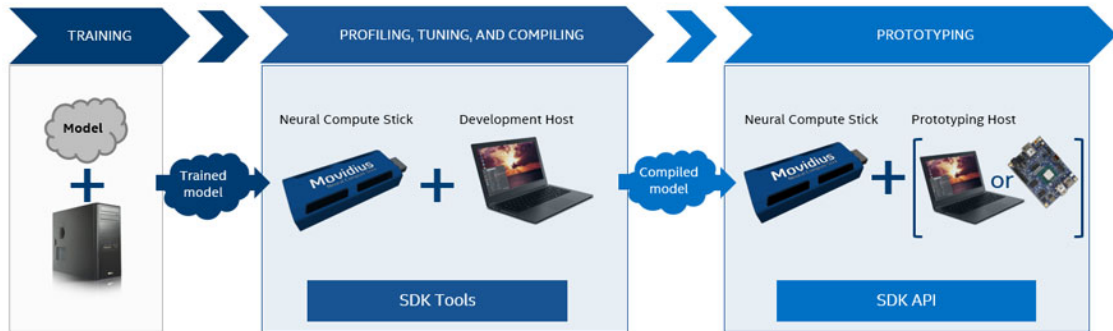 TRAINING
PROFILING, TUNING, AND COMPILING
PROTOTYPING
Model
Trained
model
Neural Compute Stick
Development Host
Movidius
SDK Tools
Compiled
model
Neural Compute Stick
Prototyping Host
Movidius
or
SDK API